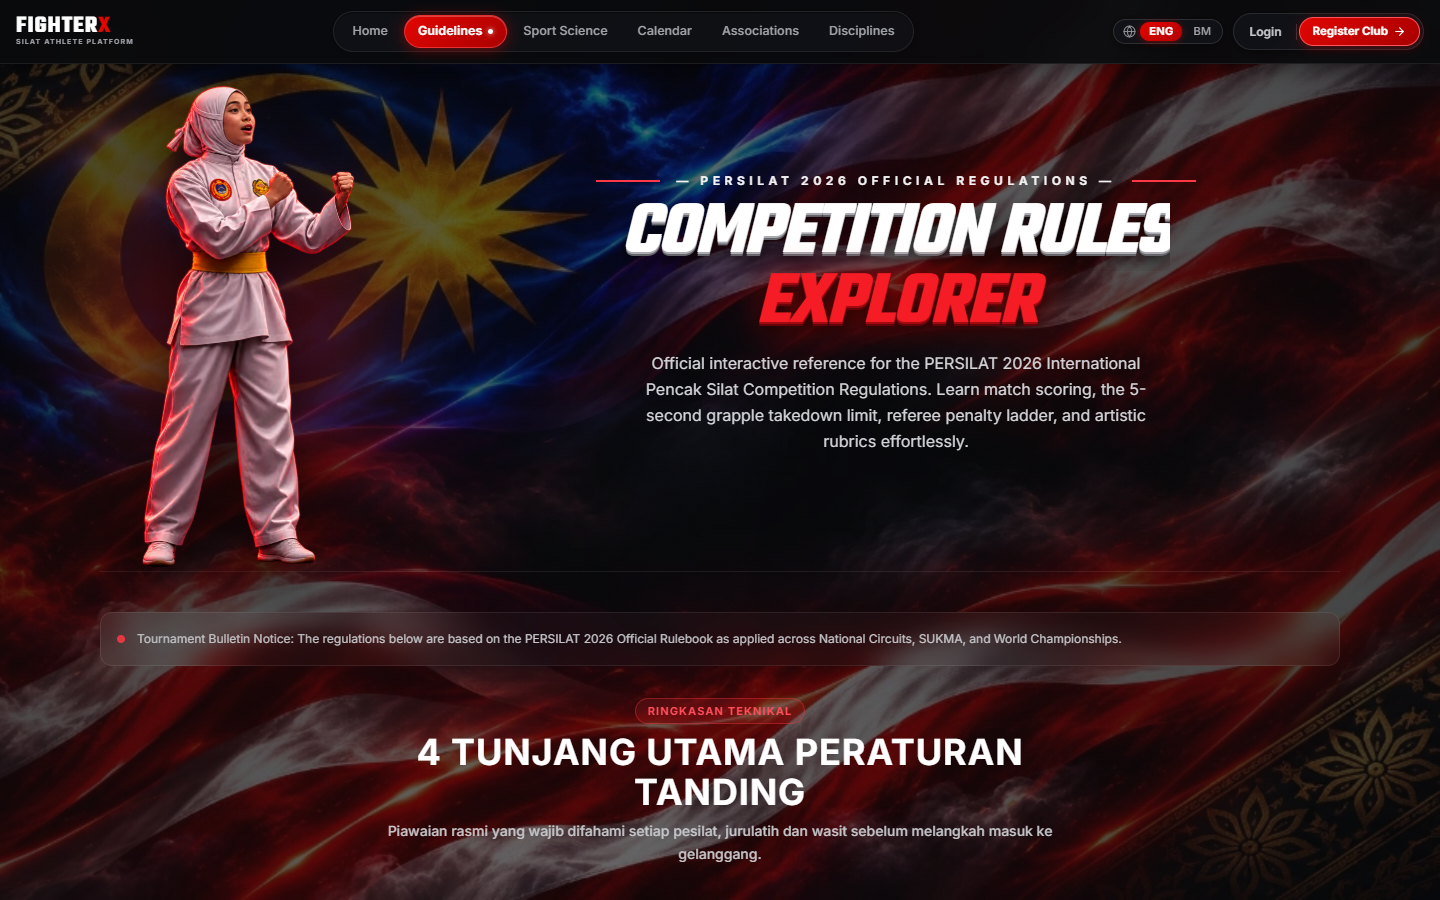 FIGHTERX
SILAT ATHLETE PLATFORM
Home
Guidelines
Sport Science
Calendar
Associations
Disciplines
ENG
BM
Login
Register Club →
— PERSILAT 2026 OFFICIAL REGULATIONS —
COMPETITION RULES
EXPLORER
Official interactive reference for the PERSILAT 2026 International
Pencak Silat Competition Regulations. Learn match scoring, the 5-
second grapple takedown limit, referee penalty ladder, and artistic
rubrics effortlessly.
Tournament Bulletin Notice: The regulations below are based on the PERSILAT 2026 Official Rulebook as applied across National Circuits, SUKMA, and World Championships.
RINGKASAN TEKNIKAL
4 TUNJANG UTAMA PERATURAN
TANDING
Piawaian rasmi yang wajib difahami setiap pesilat, jurulatih dan wasit sebelum melangkah masuk ke
gelanggang.